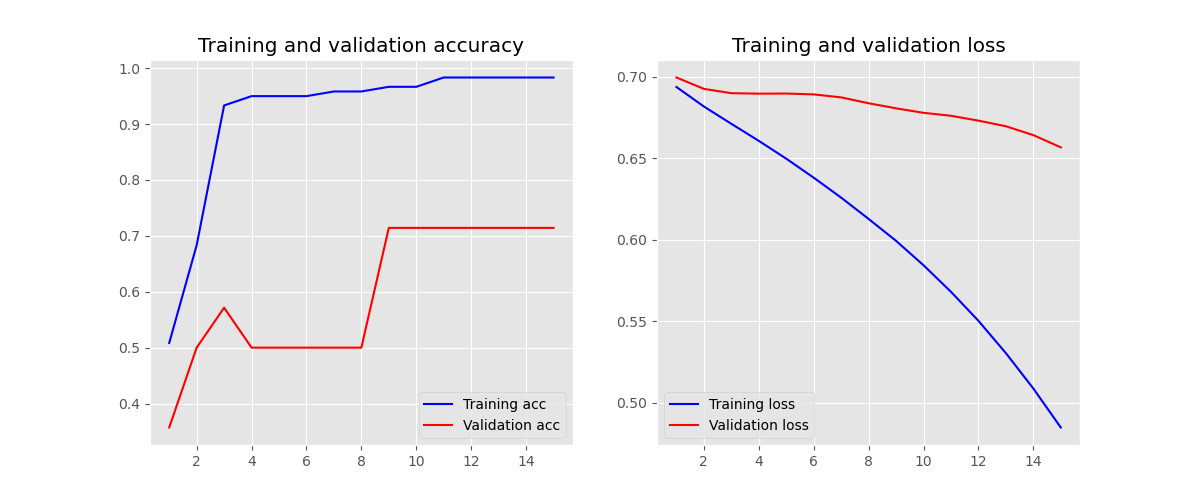 Training and validation accuracy
1.0
0.9
0.8
0.7
0.6
0.5
0.4
2 4 6 8 10 12 14
Training acc
Validation acc
Training and validation loss
0.70
0.65
0.60
0.55
0.50
2 4 6 8 10 12 14
Training loss
Validation loss